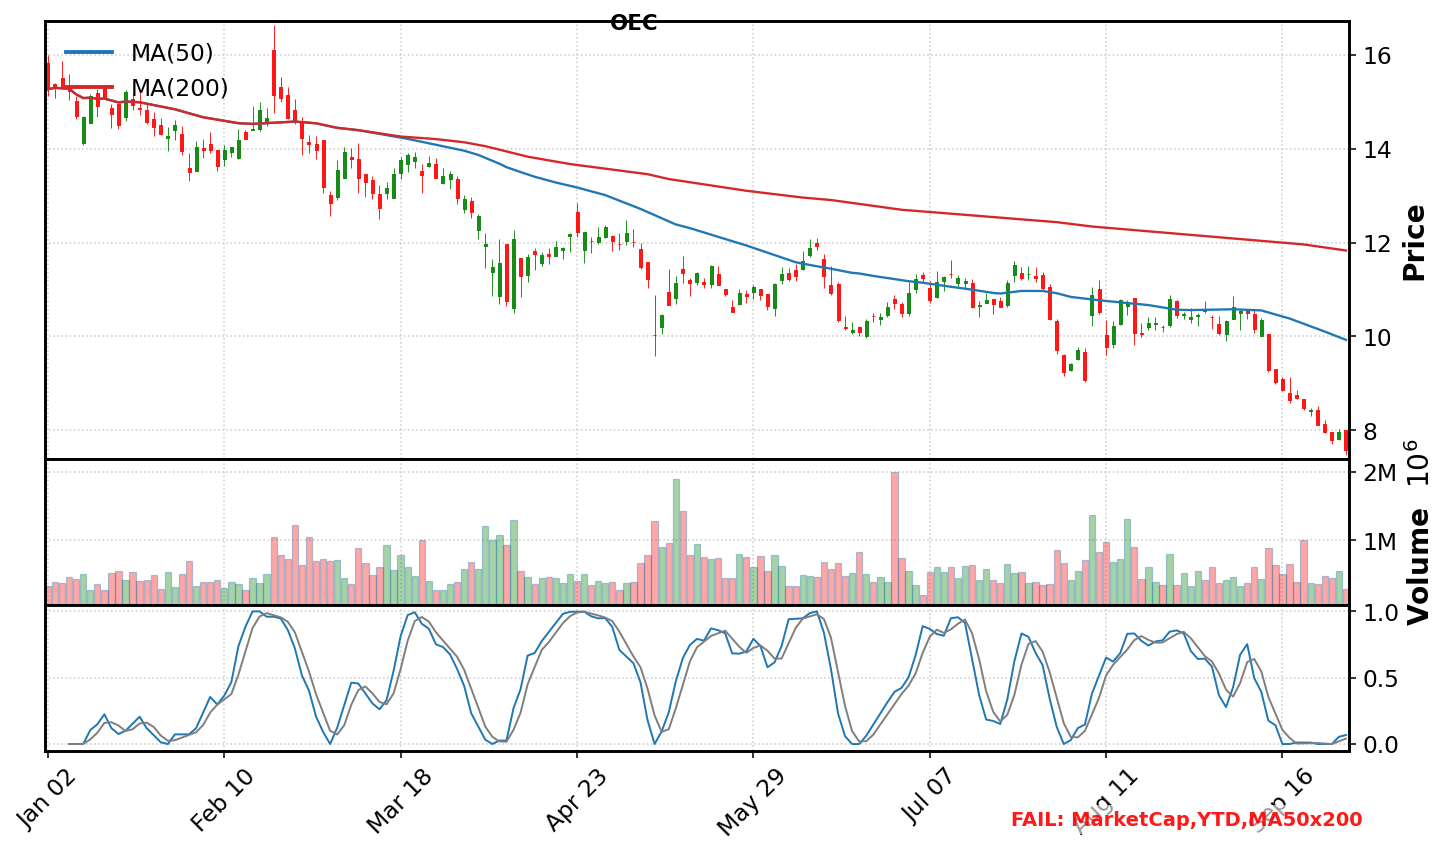 OEC
MA(50)
MA(200)
16
14
12
10
8
Price
2M
1M
Volume 10^6
1.0
0.5
0.0
Jan 02
Feb 10
Mar 18
Apr 23
May 29
Jul 07
Aug 11
Sep 16
FAIL: MarketCap,YTD,MA50x200